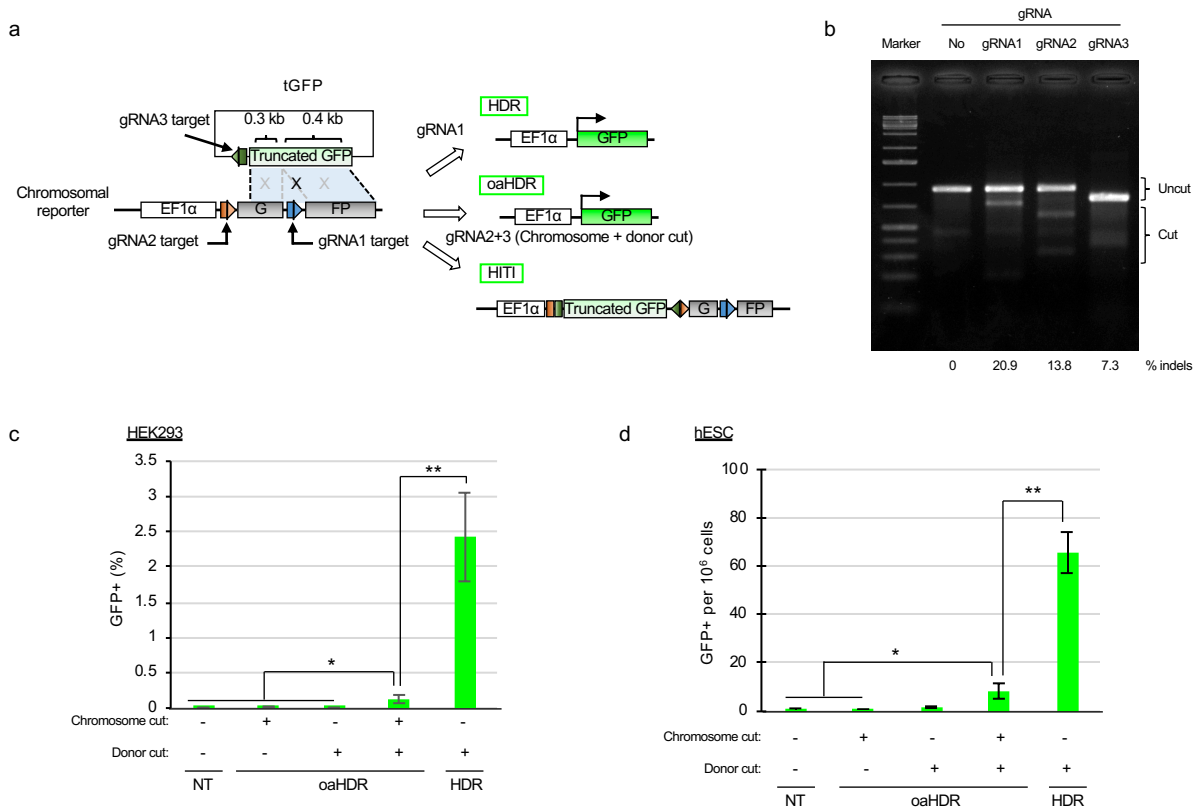 a
tGFP
gRNA3 target
0.3 kb
0.4 kb
Truncated GFP
X
X
X
Chromosomal
reporter
EF1α
G
FP
gRNA2 target
gRNA1 target
gRNA1
HDR
EF1α
GFP
oaHDR
EF1α
GFP
gRNA2+3 (Chromosome + donor cut)
HITI
EF1α
Truncated GFP
G
FP
b
gRNA
Marker
No
gRNA1
gRNA2
gRNA3
Uncut
Cut
0
20.9
13.8
7.3
% indels
c
HEK293
GFP+ (%)
3.5
3
2.5
2
1.5
1
0.5
0
*
**
Chromosome cut:
-
+
-
+
-
Donor cut:
-
-
+
+
+
NT
oaHDR
HDR
d
hESC
GFP+ per 10⁶ cells
100
80
60
40
20
0
*
**
Chromosome cut:
-
+
-
+
-
Donor cut:
-
-
+
+
+
NT
oaHDR
HDR